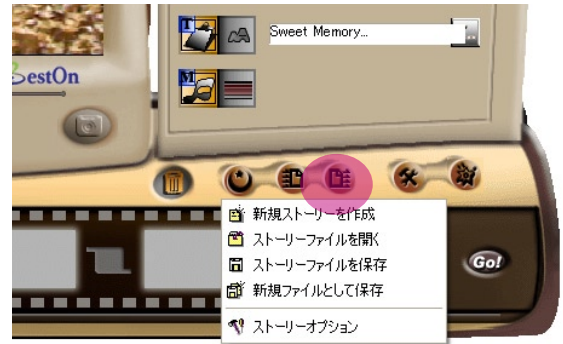 T
Sweet Memory...
estOn
M
新規ストーリーを作成
ストーリーファイルを開く
ストーリーファイルを保存
新規ファイルとして保存
Go!
ストーリーオプション